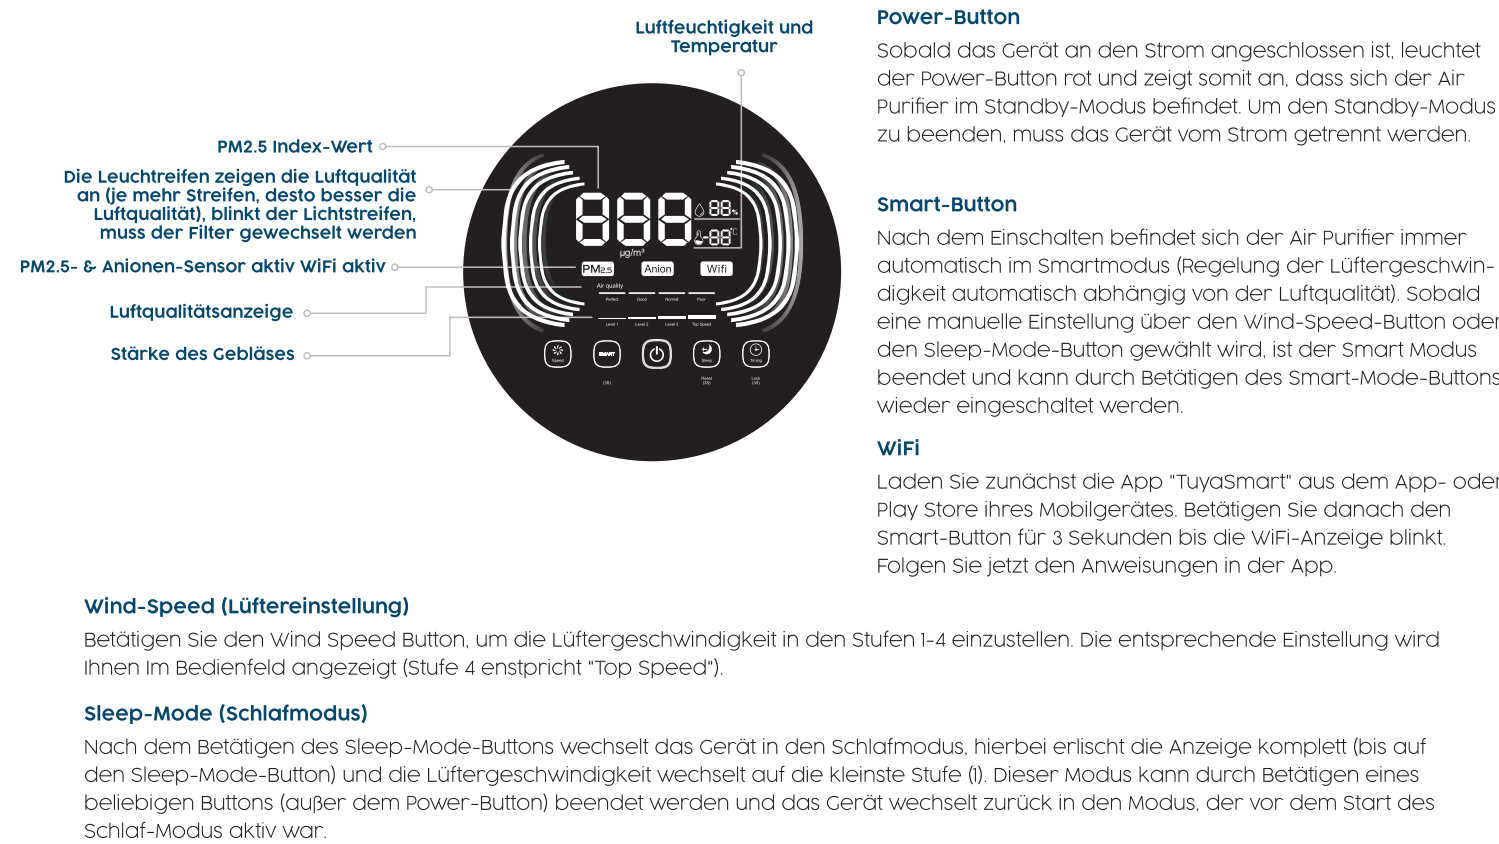 Luftfeuchtigkeit und
Temperatur
PM2.5 Index-Wert
Die Leuchtreifen zeigen die Luftqualität
an (je mehr Streifen, desto besser die
Luftqualität), blinkt der Lichtstreifen,
muss der Filter gewechselt werden
PM2.5- & Anionen-Sensor aktiv WiFi aktiv
Luftqualitätsanzeige
Stärke des Gebläses
888
88%
-88°C
µg/m³
PM2.5 Anion Wifi
Air quality
Perfect Good Normal Poor
Level 1 Level 2 Level 3 Top Speed
Speed SMART Sleep Timing
(3S) Reset (3S) Lock (3S)
Power-Button
Sobald das Gerät an den Strom angeschlossen ist, leuchtet
der Power-Button rot und zeigt somit an, dass sich der Air
Purifier im Standby-Modus befindet. Um den Standby-Modus
zu beenden, muss das Gerät vom Strom getrennt werden.
Smart-Button
Nach dem Einschalten befindet sich der Air Purifier immer
automatisch im Smartmodus (Regelung der Lüftergeschwin-
digkeit automatisch abhängig von der Luftqualität). Sobald
eine manuelle Einstellung über den Wind-Speed-Button oder
den Sleep-Mode-Button gewählt wird, ist der Smart Modus
beendet und kann durch Betätigen des Smart-Mode-Buttons
wieder eingeschaltet werden.
WiFi
Laden Sie zunächst die App "TuyaSmart" aus dem App- oder
Play Store ihres Mobilgerätes. Betätigen Sie danach den
Smart-Button für 3 Sekunden bis die WiFi-Anzeige blinkt.
Folgen Sie jetzt den Anweisungen in der App.
Wind-Speed (Lüftereinstellung)
Betätigen Sie den Wind Speed Button, um die Lüftergeschwindigkeit in den Stufen 1-4 einzustellen. Die entsprechende Einstellung wird
Ihnen Im Bedienfeld angezeigt (Stufe 4 enstpricht "Top Speed").
Sleep-Mode (Schlafmodus)
Nach dem Betätigen des Sleep-Mode-Buttons wechselt das Gerät in den Schlafmodus, hierbei erlischt die Anzeige komplett (bis auf
den Sleep-Mode-Button) und die Lüftergeschwindigkeit wechselt auf die kleinste Stufe (1). Dieser Modus kann durch Betätigen eines
beliebigen Buttons (außer dem Power-Button) beendet werden und das Gerät wechselt zurück in den Modus, der vor dem Start des
Schlaf-Modus aktiv war.